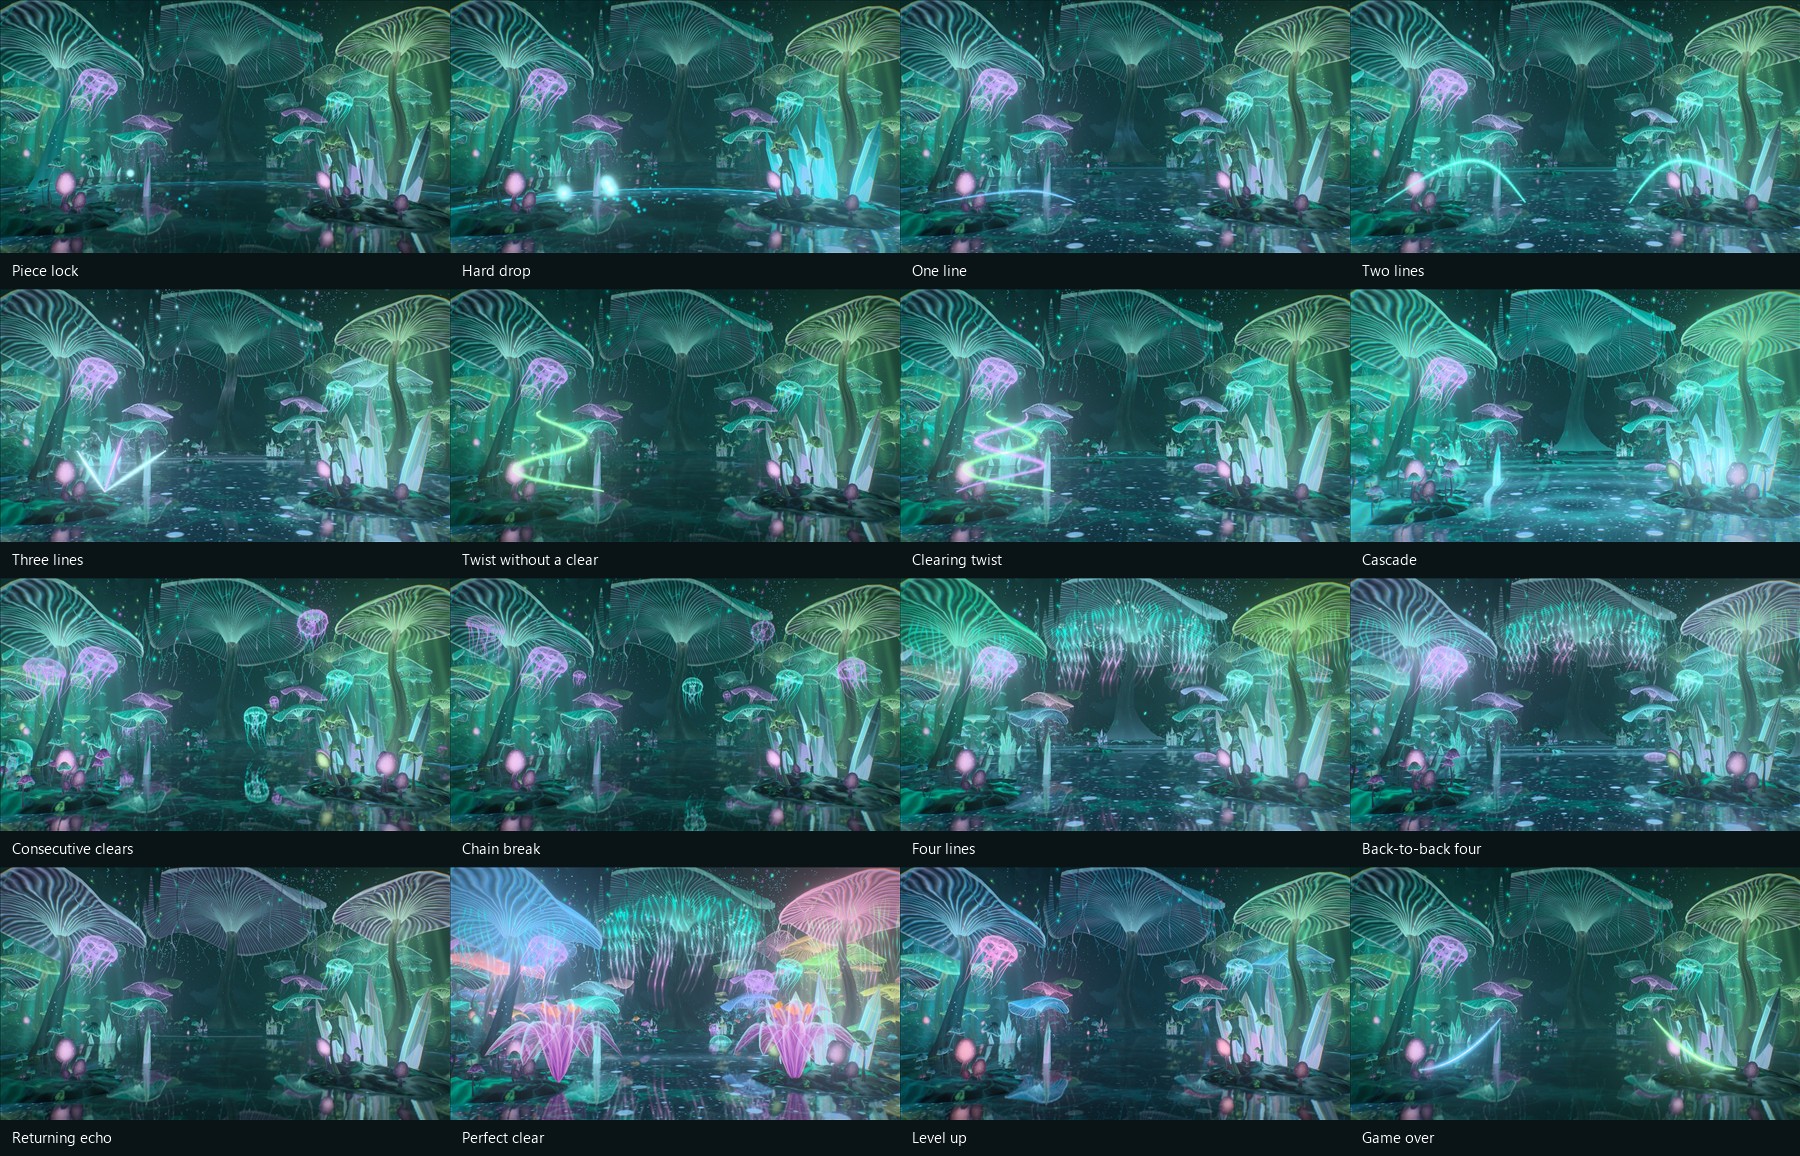 Piece lock
Hard drop
One line
Two lines
Three lines
Twist without a clear
Clearing twist
Cascade
Consecutive clears
Chain break
Four lines
Back-to-back four
Returning echo
Perfect clear
Level up
Game over